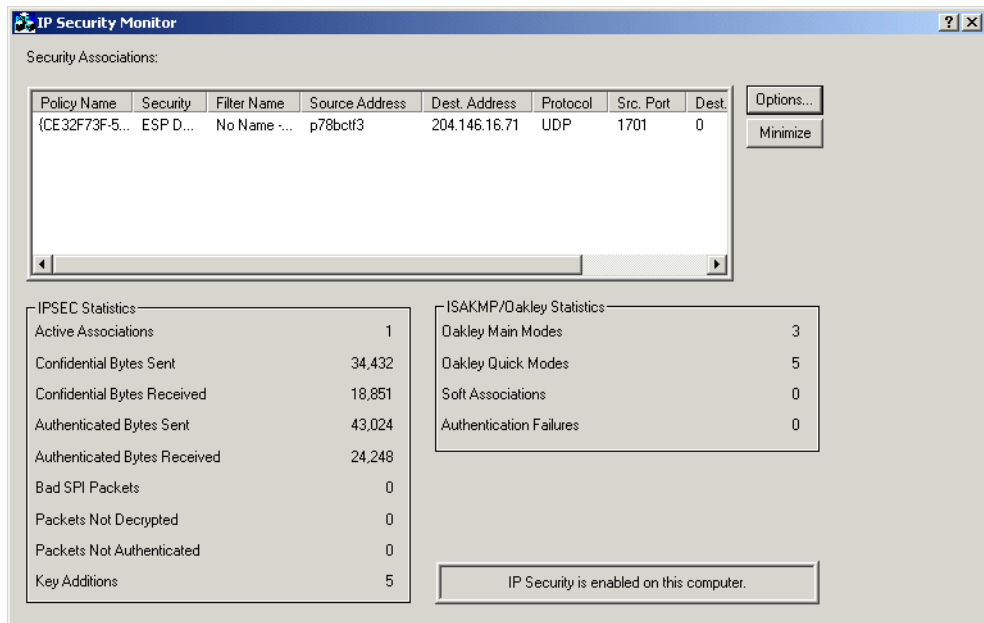 IP Security Monitor
Security Associations:
Policy Name Security Filter Name Source Address Dest. Address Protocol Src. Port Dest.
{CE32F73F-5... ESP D... No Name -... p78bctf3 204.146.16.71 UDP 1701 0
Options...
Minimize
IPSEC Statistics
Active Associations 1
Confidential Bytes Sent 34,432
Confidential Bytes Received 18,851
Authenticated Bytes Sent 43,024
Authenticated Bytes Received 24,248
Bad SPI Packets 0
Packets Not Decrypted 0
Packets Not Authenticated 0
Key Additions 5
ISAKMP/Oakley Statistics
Oakley Main Modes 3
Oakley Quick Modes 5
Soft Associations 0
Authentication Failures 0
IP Security is enabled on this computer.